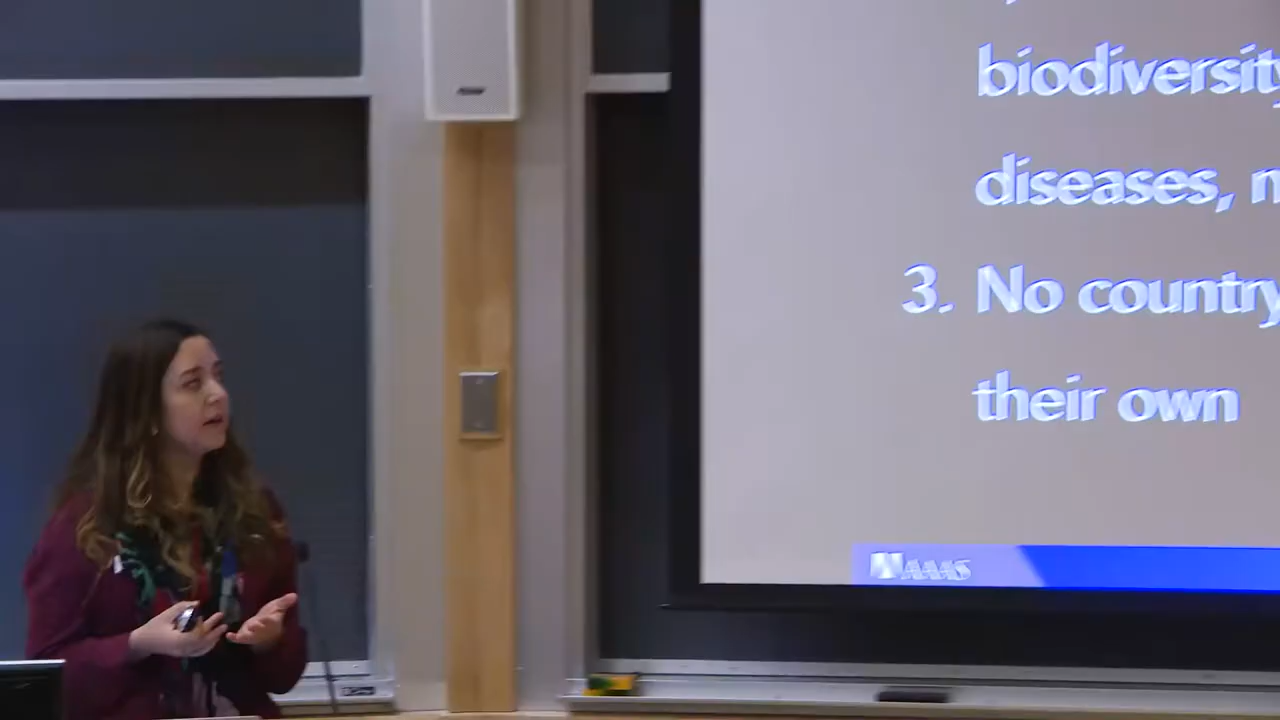 biodiversity
diseases,
3. No country
their own
AAAS